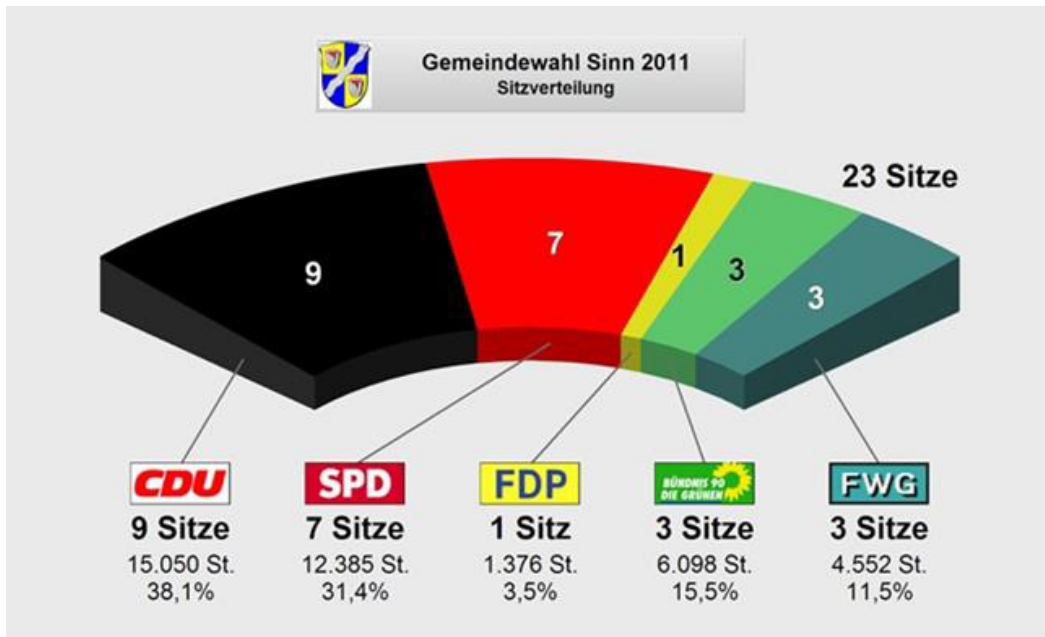 Gemeindewahl Sinn 2011
Sitzverteilung
23 Sitze
9
7
1
3
3
CDU
SPD
FDP
BÜNDNIS 90
DIE GRÜNEN
FWG
9 Sitze
7 Sitze
1 Sitz
3 Sitze
3 Sitze
15.050 St.
12.385 St.
1.376 St.
6.098 St.
4.552 St.
38,1%
31,4%
3,5%
15,5%
11,5%